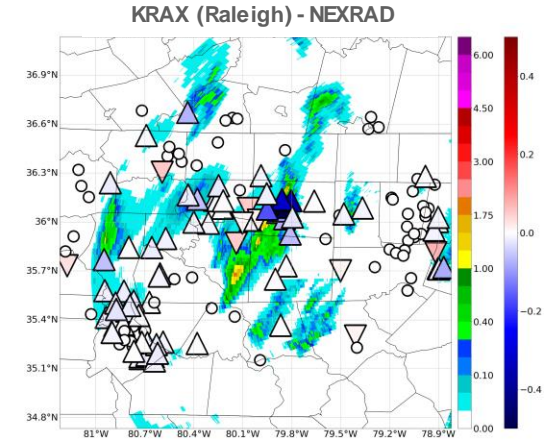 KRAX (Raleigh) - NEXRAD
36.9°N
36.6°N
36.3°N
36°N
35.7°N
35.4°N
35.1°N
34.8°N
81°W
80.7°W
80.4°W
80.1°W
79.8°W
79.5°W
79.2°W
78.9°W
6.00
4.50
3.00
1.75
1.00
0.40
0.10
0.00
0.4
0.2
0.0
−0.2
−0.4